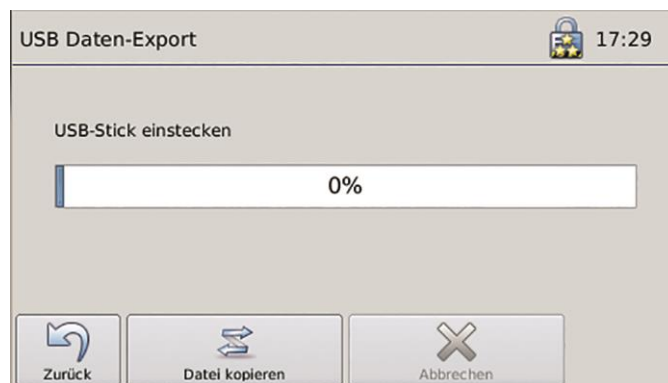 USB Daten-Export
17:29
USB-Stick einstecken
0%
Zurück
Datei kopieren
Abbrechen